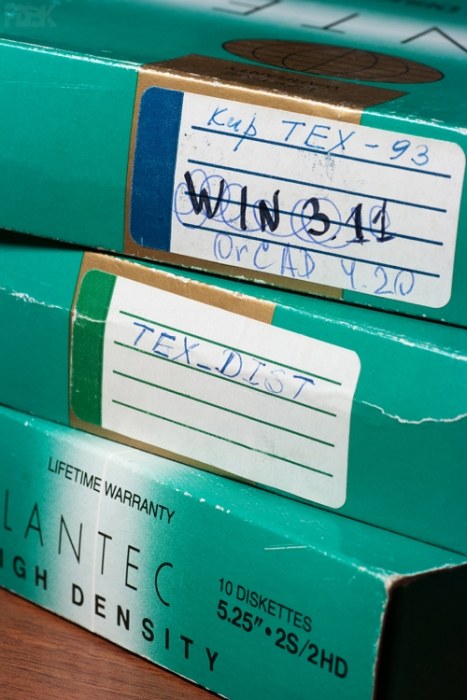 Кир TEX-93
WIN 3.11
OrCAD 4.20
TEX_DIST
LIFETIME WARRANTY
LANTEC
IGH DENSITY
10 DISKETTES
5.25" • 2S/2HD